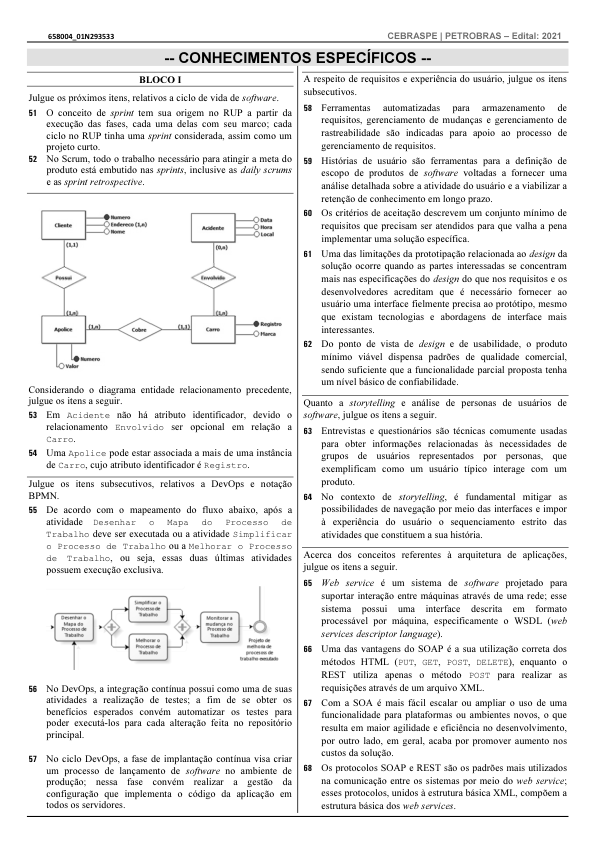 658004_01N293533
CEBRASPE | PETROBRAS – Edital: 2021
-- CONHECIMENTOS ESPECÍFICOS --
BLOCO I
Julgue os próximos itens, relativos a ciclo de vida de software.
51 O conceito de sprint tem sua origem no RUP a partir da
execução das fases, cada uma delas com seu marco; cada
ciclo no RUP tinha uma sprint considerada, assim como um
projeto curto.
52 No Scrum, todo o trabalho necessário para atingir a meta do
produto está embutido nas sprints, inclusive as daily scrums
e as sprint retrospective.
Cliente
Numero
Endereco (1,n)
Nome
(1,1)
Acidente
Data
Hora
Local
(0,n)
Possui
Envolvido
(1,n)
(1,n)
Apolice
(1,n)
Cobre
(1,1)
Carro
Registro
Marca
Numero
Valor
Considerando o diagrama entidade relacionamento precedente,
julgue os itens a seguir.
53 Em Acidente não há atributo identificador, devido o
relacionamento Envolvido ser opcional em relação a
Carro.
54 Uma Apolice pode estar associada a mais de uma instância
de Carro, cujo atributo identificador é Registro.
Julgue os itens subsecutivos, relativos a DevOps e notação
BPMN.
55 De acordo com o mapeamento do fluxo abaixo, após a
atividade Desenhar o Mapa do Processo de
Trabalho deve ser executada ou a atividade Simplificar
o Processo de Trabalho ou a Melhorar o Processo
de Trabalho, ou seja, essas duas últimas atividades
possuem execução exclusiva.
Desenhar o
Mapa do
Processo de
Trabalho
Simplificar o
Processo de
Trabalho
Melhorar o
Processo de
Trabalho
Monitorar a
mudança no
Processo de
Trabalho
Projeto de
melhoria de
processo de
trabalho executado
56 No DevOps, a integração contínua possui como uma de suas
atividades a realização de testes; a fim de se obter os
benefícios esperados convém automatizar os testes para
poder executá-los para cada alteração feita no repositório
principal.
57 No ciclo DevOps, a fase de implantação contínua visa criar
um processo de lançamento de software no ambiente de
produção; nessa fase convém realizar a gestão da
configuração que implementa o código da aplicação em
todos os servidores.
A respeito de requisitos e experiência do usuário, julgue os itens
subsecutivos.
58 Ferramentas automatizadas para armazenamento de
requisitos, gerenciamento de mudanças e gerenciamento de
rastreabilidade são indicadas para apoio ao processo de
gerenciamento de requisitos.
59 Histórias de usuário são ferramentas para a definição de
escopo de produtos de software voltadas a fornecer uma
análise detalhada sobre a atividade do usuário e a viabilizar a
retenção de conhecimento em longo prazo.
60 Os critérios de aceitação descrevem um conjunto mínimo de
requisitos que precisam ser atendidos para que valha a pena
implementar uma solução específica.
61 Uma das limitações da prototipação relacionada ao design da
solução ocorre quando as partes interessadas se concentram
mais nas especificações do design do que nos requisitos e os
desenvolvedores acreditam que é necessário fornecer ao
usuário uma interface fielmente precisa ao protótipo, mesmo
que existam tecnologias e abordagens de interface mais
interessantes.
62 Do ponto de vista de design e de usabilidade, o produto
mínimo viável dispensa padrões de qualidade comercial,
sendo suficiente que a funcionalidade parcial proposta tenha
um nível básico de confiabilidade.
Quanto a storytelling e análise de personas de usuários de
software, julgue os itens a seguir.
63 Entrevistas e questionários são técnicas comumente usadas
para obter informações relacionadas às necessidades de
grupos de usuários representados por personas, que
exemplificam como um usuário típico interage com um
produto.
64 No contexto de storytelling, é fundamental mitigar as
possibilidades de navegação por meio das interfaces e impor
à experiência do usuário o sequenciamento estrito das
atividades que constituem a sua história.
Acerca dos conceitos referentes à arquitetura de aplicações,
julgue os itens a seguir.
65 Web service é um sistema de software projetado para
suportar interação entre máquinas através de uma rede; esse
sistema possui uma interface descrita em formato
processável por máquina, especificamente o WSDL (web
services descriptor language).
66 Uma das vantagens do SOAP é a sua utilização correta dos
métodos HTML (PUT, GET, POST, DELETE), enquanto o
REST utiliza apenas o método POST para realizar as
requisições através de um arquivo XML.
67 Com a SOA é mais fácil escalar ou ampliar o uso de uma
funcionalidade para plataformas ou ambientes novos, o que
resulta em maior agilidade e eficiência no desenvolvimento,
por outro lado, em geral, acaba por promover aumento nos
custos da solução.
68 Os protocolos SOAP e REST são os padrões mais utilizados
na comunicação entre os sistemas por meio do web service;
esses protocolos, unidos à estrutura básica XML, compõem a
estrutura básica dos web services.